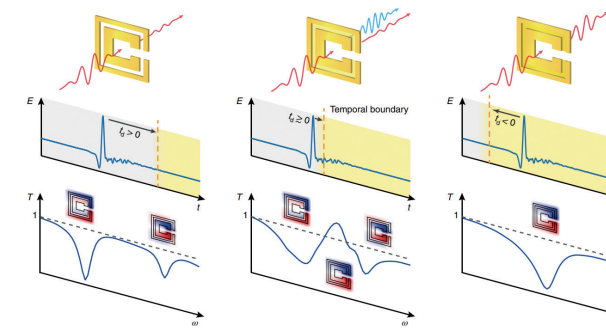 E
t_d > 0
t
E
t_d ≳ 0
Temporal boundary
t
E
t_d < 0
t
T
1
ω
T
1
ω
T
1